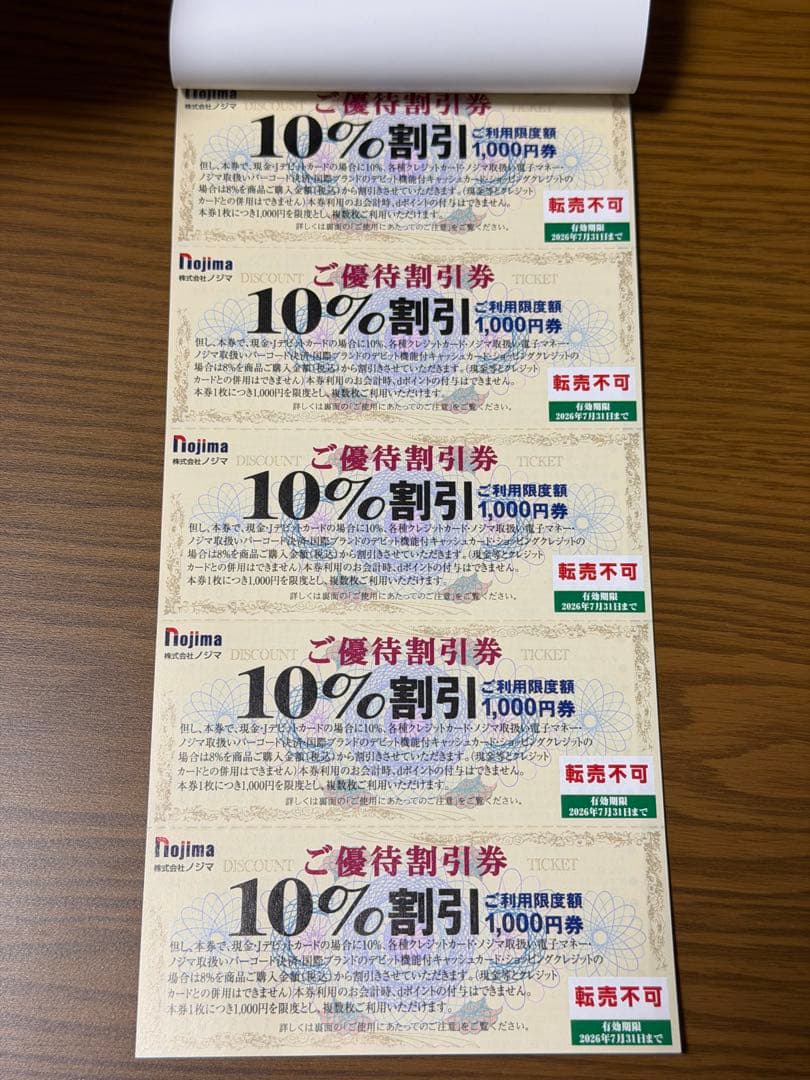 nojima
株式会社ノジマ
DISCOUNT ご優待割引券 TICKET
10%割引 ご利用限度額
1,000円券
但し、本券で、現金・Jデビットカードの場合に10%、各種クレジットカード・ノジマ取扱い電子マネー・
ノジマ取扱いバーコード決済・国際ブランドのデビット機能付キャッシュカード・ショッピングクレジットの
場合は8%を商品ご購入金額(税込)から割引きさせていただきます。(現金等とクレジット
カードとの併用はできません)本券利用のお会計時、dポイントの付与はできません。
本券1枚につき1,000円を限度とし、複数枚ご利用いただけます。
詳しくは裏面の「ご使用にあたってのご注意」をご覧ください。
転売不可
有効期限
2026年7月31日まで
nojima
株式会社ノジマ
DISCOUNT ご優待割引券 TICKET
10%割引 ご利用限度額
1,000円券
但し、本券で、現金・Jデビットカードの場合に10%、各種クレジットカード・ノジマ取扱い電子マネー・
ノジマ取扱いバーコード決済・国際ブランドのデビット機能付キャッシュカード・ショッピングクレジットの
場合は8%を商品ご購入金額(税込)から割引きさせていただきます。(現金等とクレジット
カードとの併用はできません)本券利用のお会計時、dポイントの付与はできません。
本券1枚につき1,000円を限度とし、複数枚ご利用いただけます。
詳しくは裏面の「ご使用にあたってのご注意」をご覧ください。
転売不可
有効期限
2026年7月31日まで
nojima
株式会社ノジマ
DISCOUNT ご優待割引券 TICKET
10%割引 ご利用限度額
1,000円券
但し、本券で、現金・Jデビットカードの場合に10%、各種クレジットカード・ノジマ取扱い電子マネー・
ノジマ取扱いバーコード決済・国際ブランドのデビット機能付キャッシュカード・ショッピングクレジットの
場合は8%を商品ご購入金額(税込)から割引きさせていただきます。(現金等とクレジット
カードとの併用はできません)本券利用のお会計時、dポイントの付与はできません。
本券1枚につき1,000円を限度とし、複数枚ご利用いただけます。
詳しくは裏面の「ご使用にあたってのご注意」をご覧ください。
転売不可
有効期限
2026年7月31日まで
nojima
株式会社ノジマ
DISCOUNT ご優待割引券 TICKET
10%割引 ご利用限度額
1,000円券
但し、本券で、現金・Jデビットカードの場合に10%、各種クレジットカード・ノジマ取扱い電子マネー・
ノジマ取扱いバーコード決済・国際ブランドのデビット機能付キャッシュカード・ショッピングクレジットの
場合は8%を商品ご購入金額(税込)から割引きさせていただきます。(現金等とクレジット
カードとの併用はできません)本券利用のお会計時、dポイントの付与はできません。
本券1枚につき1,000円を限度とし、複数枚ご利用いただけます。
詳しくは裏面の「ご使用にあたってのご注意」をご覧ください。
転売不可
有効期限
2026年7月31日まで
nojima
株式会社ノジマ
DISCOUNT ご優待割引券 TICKET
10%割引 ご利用限度額
1,000円券
但し、本券で、現金・Jデビットカードの場合に10%、各種クレジットカード・ノジマ取扱い電子マネー・
ノジマ取扱いバーコード決済・国際ブランドのデビット機能付キャッシュカード・ショッピングクレジットの
場合は8%を商品ご購入金額(税込)から割引きさせていただきます。(現金等とクレジット
カードとの併用はできません)本券利用のお会計時、dポイントの付与はできません。
本券1枚につき1,000円を限度とし、複数枚ご利用いただけます。
詳しくは裏面の「ご使用にあたってのご注意」をご覧ください。
転売不可
有効期限
2026年7月31日まで